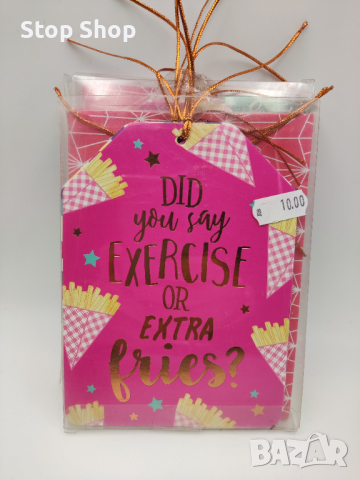 Stop Shop
10.00
DID
you say
EXERCISE
OR
EXTRA
fries?
BAZAR